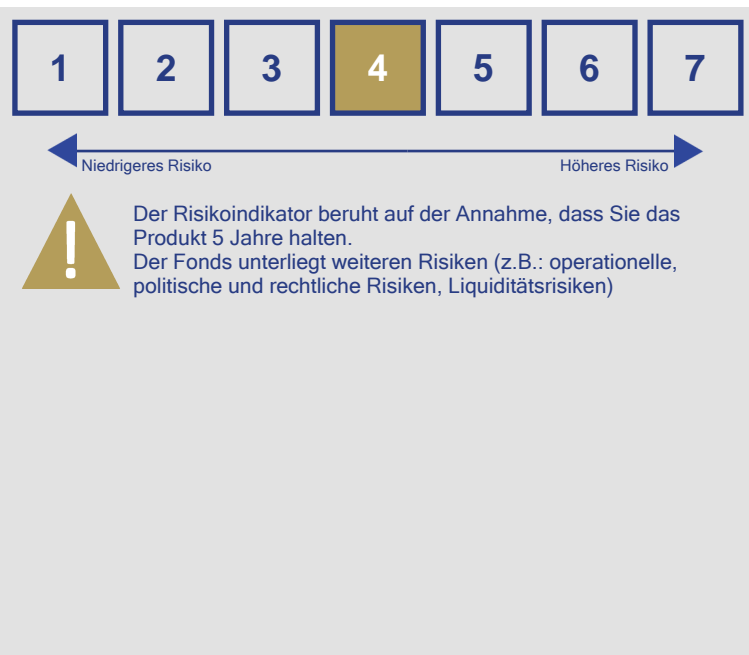 1 2 3 4 5 6 7
Niedrigeres Risiko Höheres Risiko
!
Der Risikoindikator beruht auf der Annahme, dass Sie das
Produkt 5 Jahre halten.
Der Fonds unterliegt weiteren Risiken (z.B.: operationelle,
politische und rechtliche Risiken, Liquiditätsrisiken)